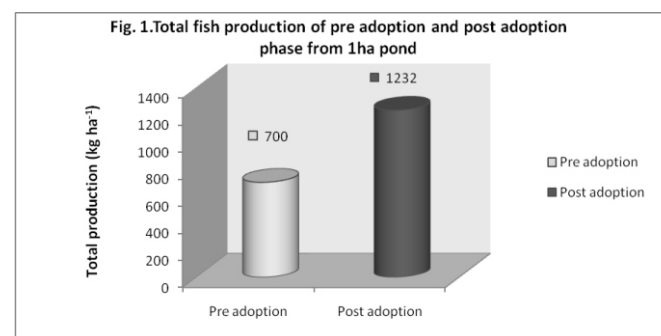 Fig. 1.Total fish production of pre adoption and post adoption
phase from 1ha pond
1232
1400
1200
1000
800
600
400
200
0
700
Total production (kg ha⁻¹)
Pre adoption
Post adoption
Pre adoption
Post adoption